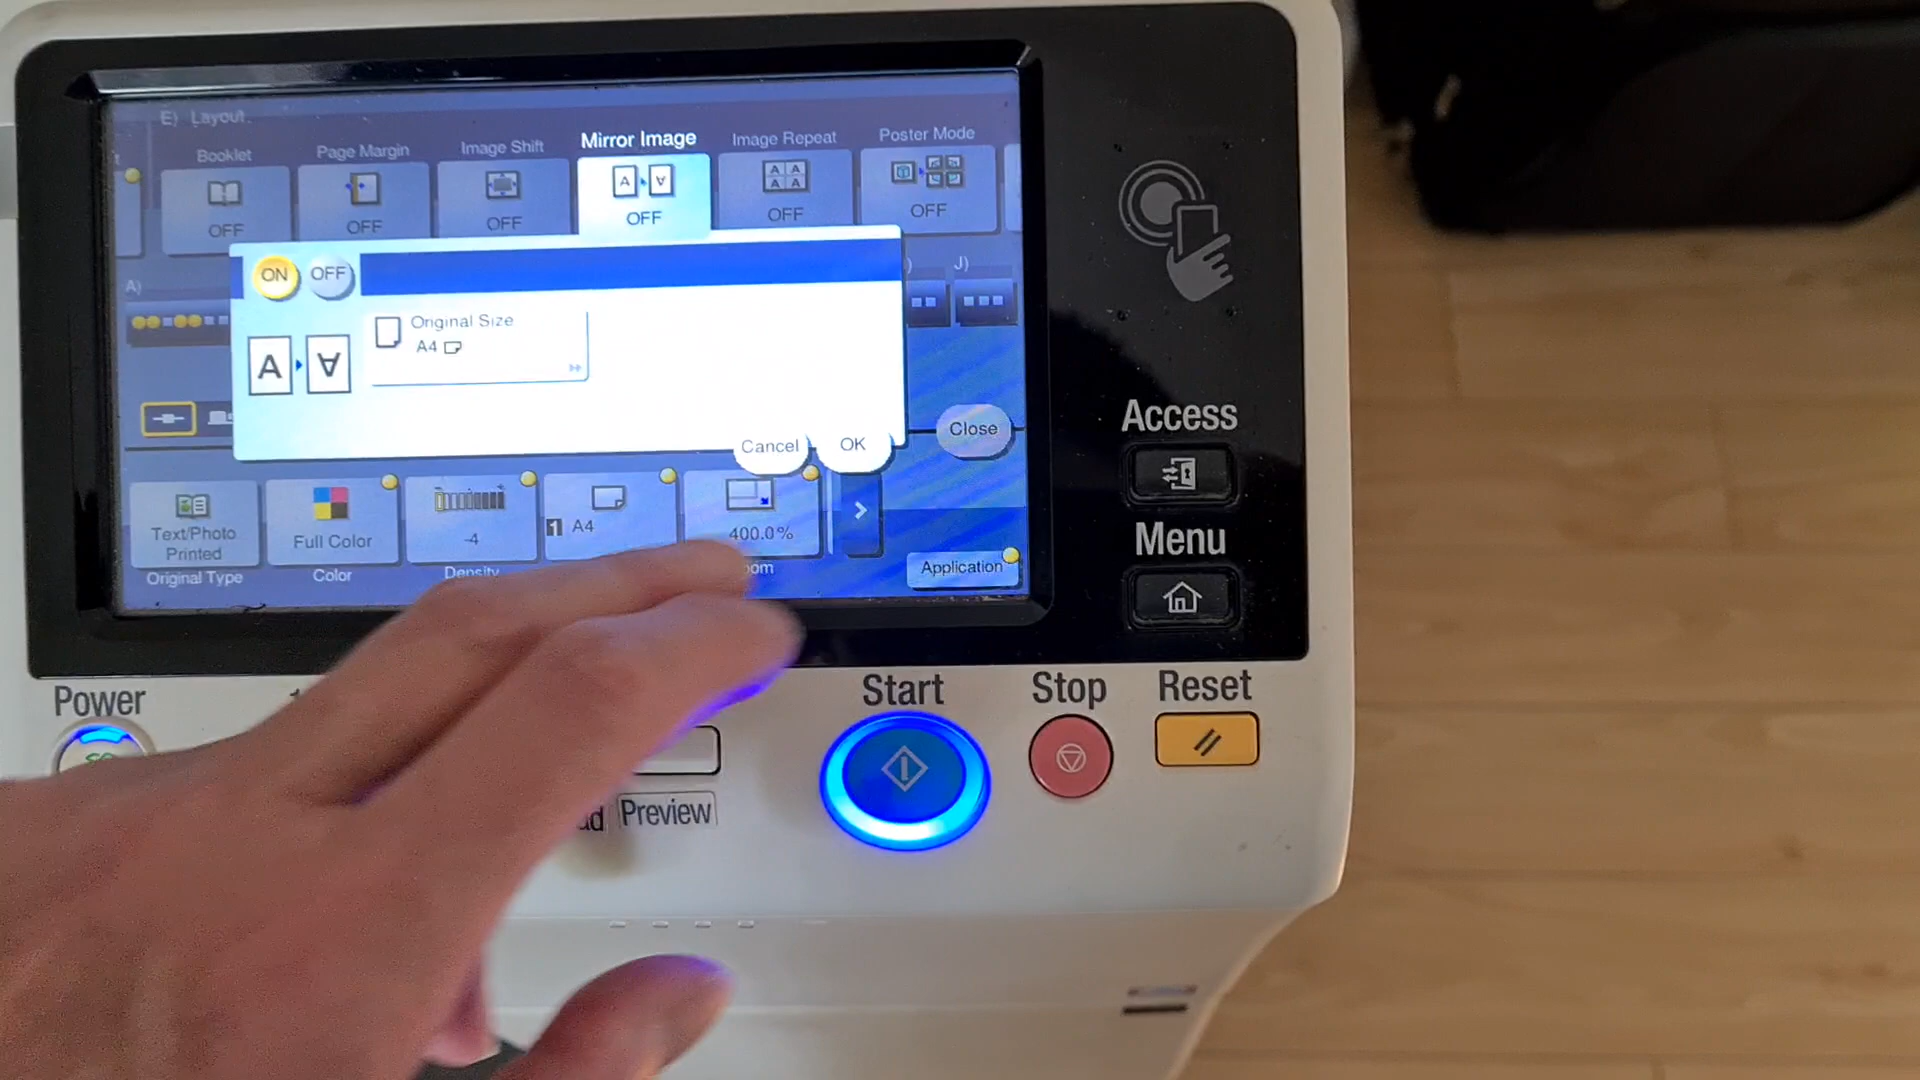 E) Layout
Booklet
Page Margin
Image Shift
Mirror Image
Image Repeat
Poster Mode
OFF
OFF
OFF
OFF
OFF
OFF
ON
OFF
A)
J)
Original Size
A4
A
Cancel
OK
Close
Text/Photo
Printed
Full Color
-4
1 A4
400.0%
Original Type
Color
Density
Application
Access
Menu
Power
Start
Stop
Reset
Preview